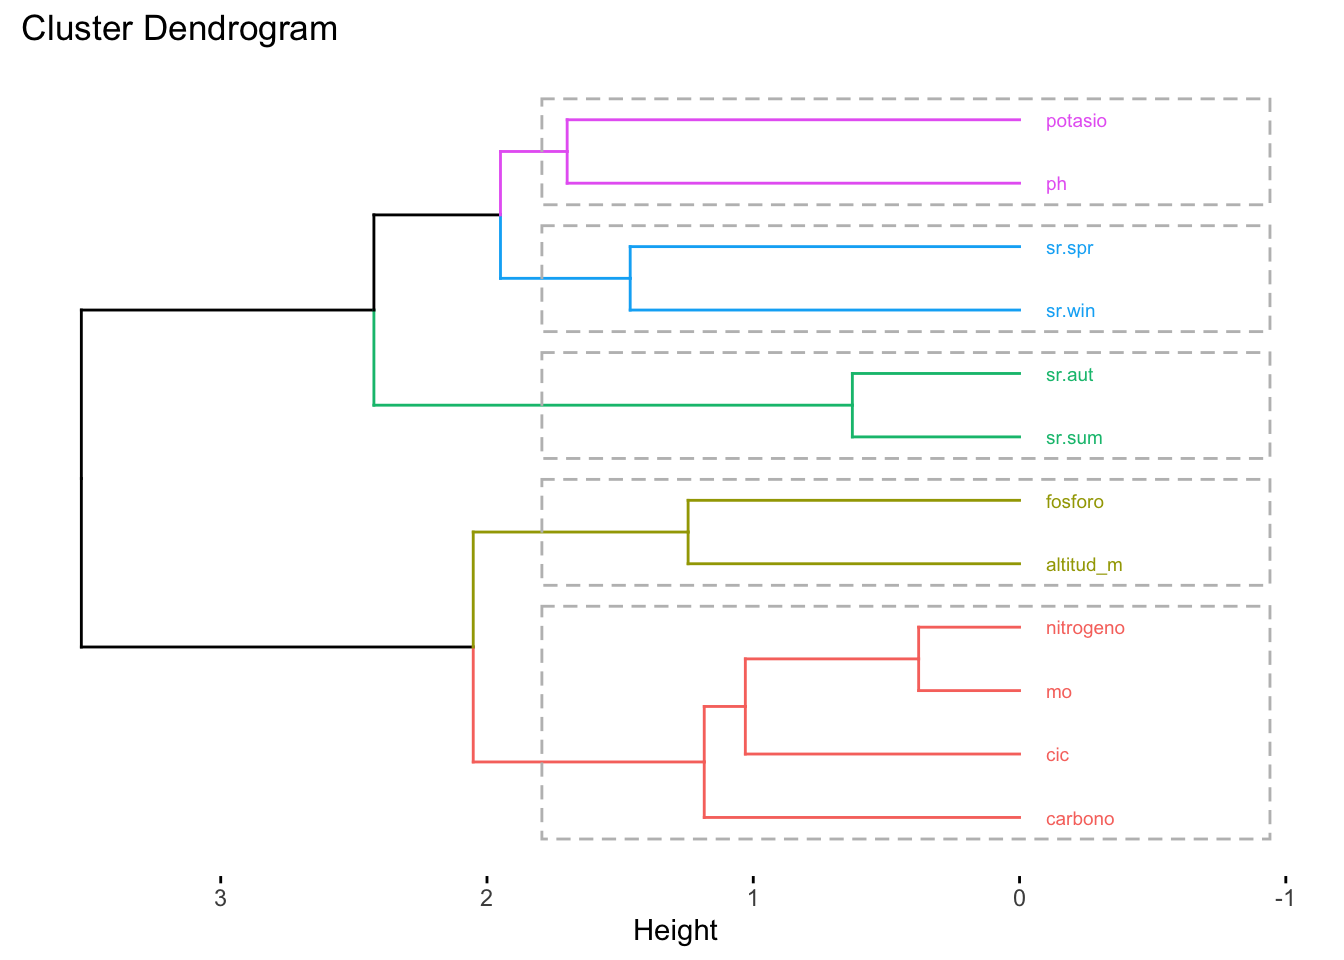 Cluster Dendrogram
potasio
ph
sr.spr
sr.win
sr.aut
sr.sum
fosforo
altitud_m
nitrogeno
mo
cic
carbono
3 2 1 0 -1
Height